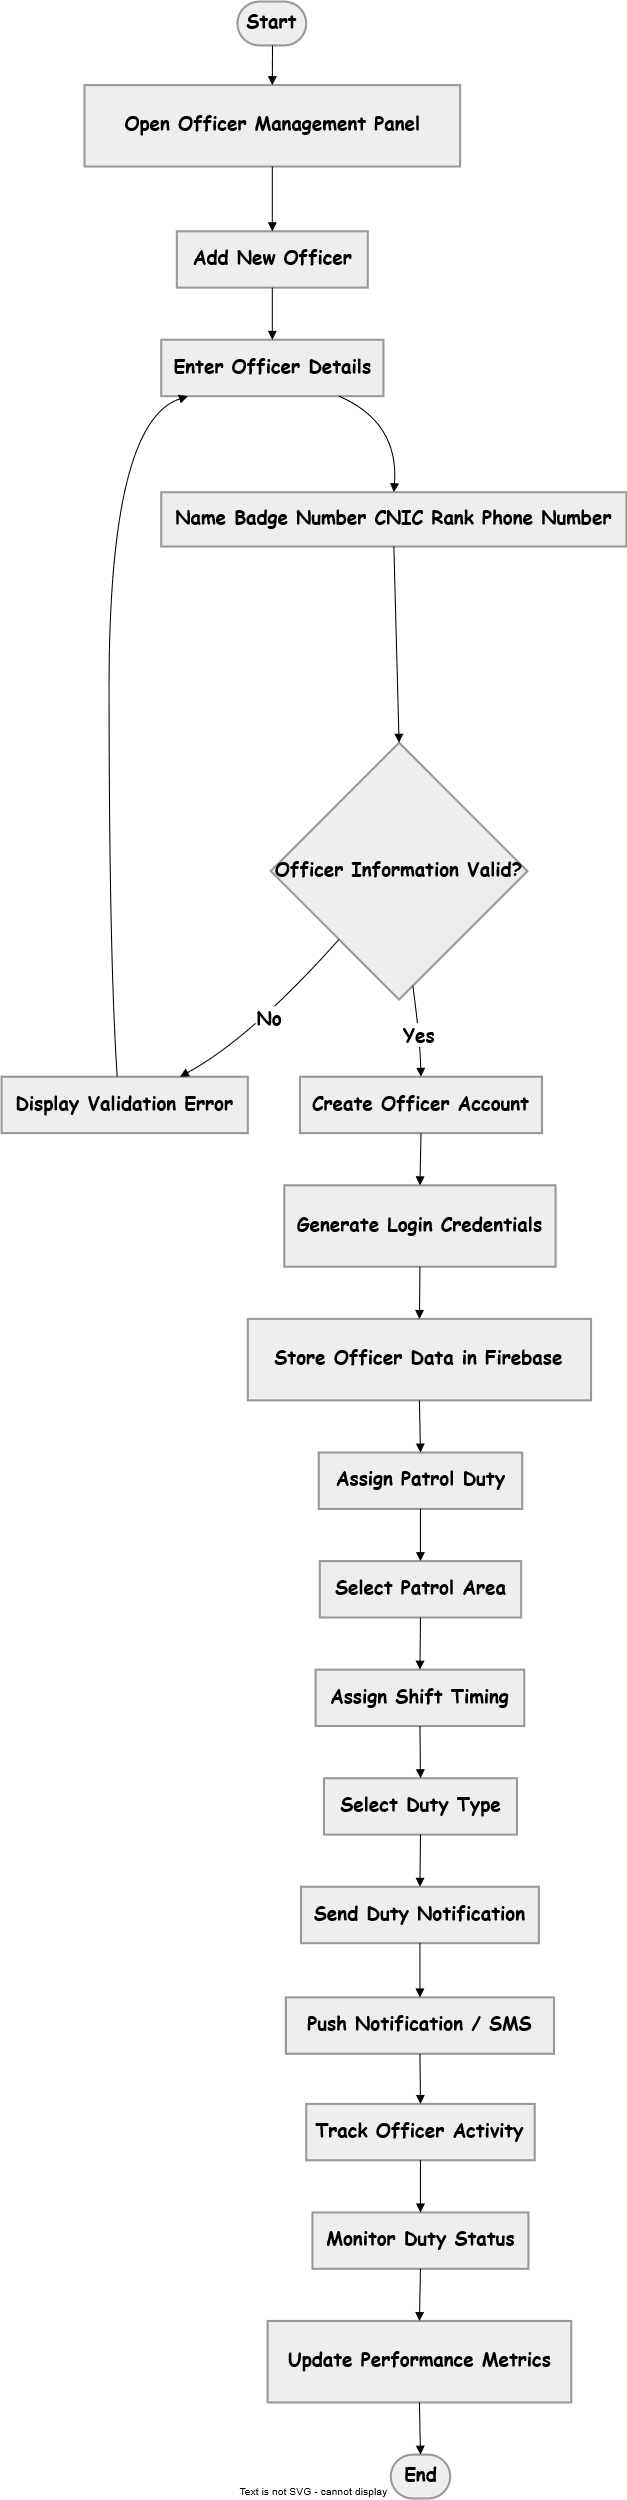 Start
Open Officer Management Panel
Add New Officer
Enter Officer Details
Name Badge Number CNIC Rank Phone Number
Officer Information Valid?
No
Yes
Display Validation Error
Create Officer Account
Generate Login Credentials
Store Officer Data in Firebase
Assign Patrol Duty
Select Patrol Area
Assign Shift Timing
Select Duty Type
Send Duty Notification
Push Notification / SMS
Track Officer Activity
Monitor Duty Status
Update Performance Metrics
End
Text is not SVG - cannot display